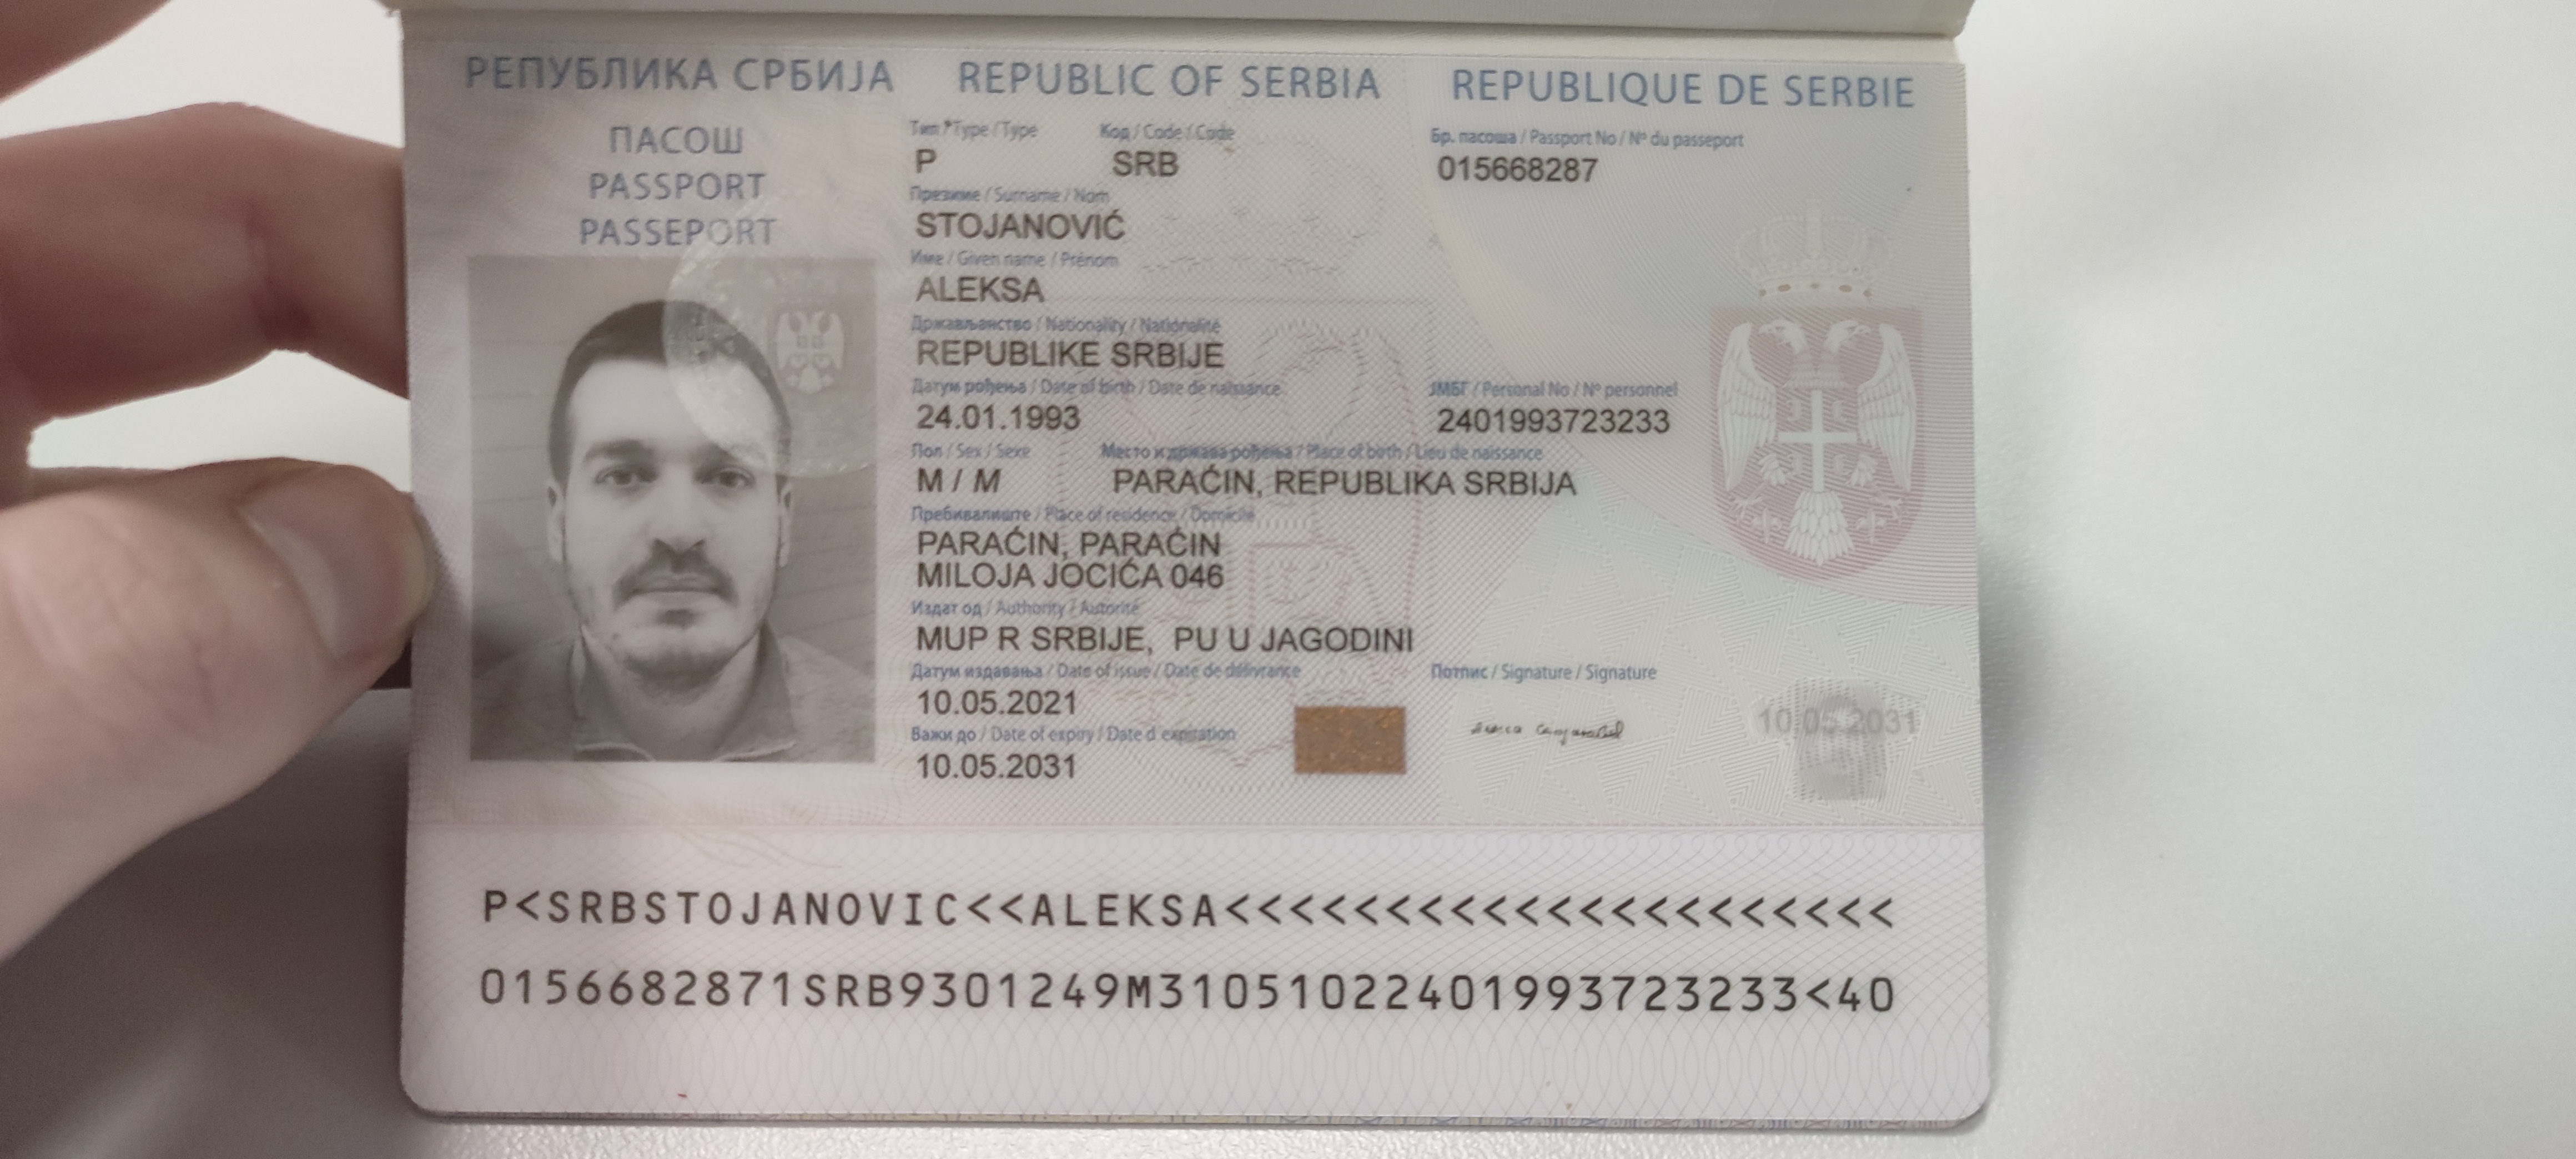 РЕПУБЛИКА СРБИЈА REPUBLIC OF SERBIA REPUBLIQUE DE SERBIE
ПАСОШ
PASSPORT
PASSEPORT
Тип / Type / Type Код / Code / Code Бр. пасоша / Passport No / Nº du passeport
P SRB 015668287
Презиме / Surname / Nom
STOJANOVIĆ
Име / Given name / Prénom
ALEKSA
Држављанство / Nationality / Nationalité
REPUBLIKE SRBIJE
Датум рођења / Date of birth / Date de naissance ЈМБГ / Personal No / Nº personnel
24.01.1993 2401993723233
Пол / Sex / Sexe Место и држава рођења / Place of birth / Lieu de naissance
M / M PARAĆIN, REPUBLIKA SRBIJA
Пребивалиште / Place of residence / Domicile
PARAĆIN, PARAĆIN
MILOJA JOCIĆA 046
Издат од / Authority / Autorité
MUP R SRBIJE, PU U JAGODINI
Датум издавања / Date of issue / Date de délivrance Потпис / Signature / Signature
10.05.2021
10.05.2031
Важи до / Date of expiry / Date d expiration
10.05.2031
P<SRBSTOJANOVIC<<ALEKSA<<<<<<<<<<<<<<<<<<<<<
0156682871SRB9301249M31051022401993723233<40